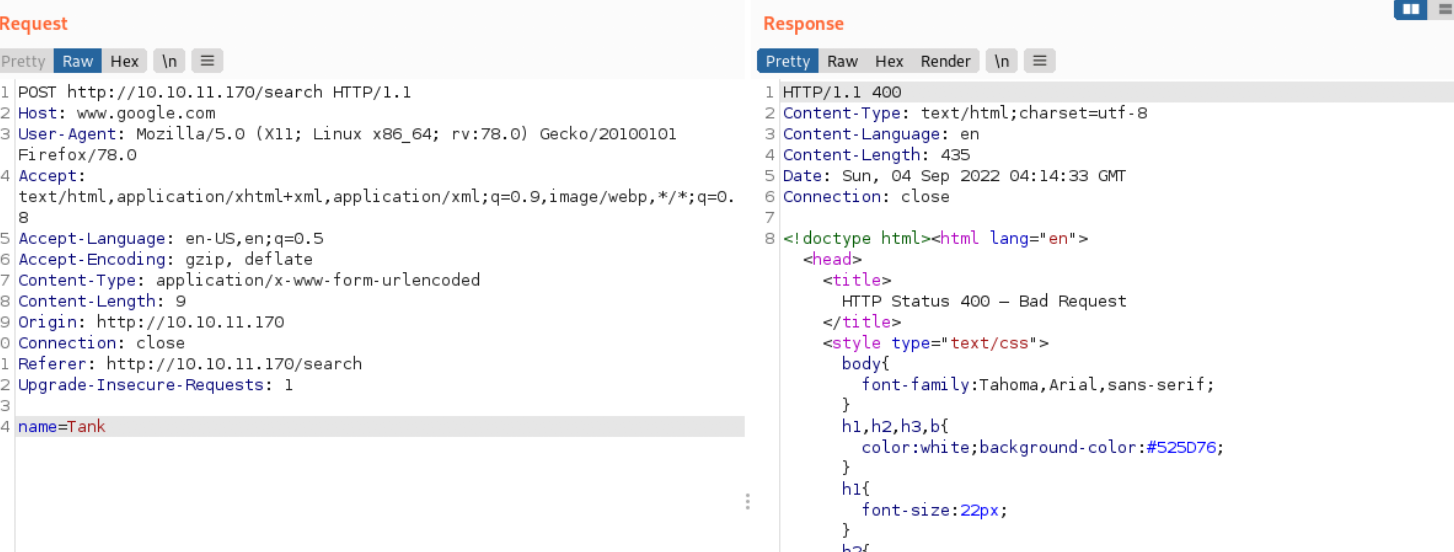 Request
Pretty Raw Hex \n
1 POST http://10.10.11.170/search HTTP/1.1
2 Host: www.google.com
3 User-Agent: Mozilla/5.0 (X11; Linux x86_64; rv:78.0) Gecko/20100101
Firefox/78.0
4 Accept:
text/html,application/xhtml+xml,application/xml;q=0.9,image/webp,*/*;q=0.
8
5 Accept-Language: en-US,en;q=0.5
6 Accept-Encoding: gzip, deflate
7 Content-Type: application/x-www-form-urlencoded
8 Content-Length: 9
9 Origin: http://10.10.11.170
0 Connection: close
1 Referer: http://10.10.11.170/search
2 Upgrade-Insecure-Requests: 1
3
4 name=Tank
Response
Pretty Raw Hex Render \n
1 HTTP/1.1 400
2 Content-Type: text/html;charset=utf-8
3 Content-Language: en
4 Content-Length: 435
5 Date: Sun, 04 Sep 2022 04:14:33 GMT
6 Connection: close
7
8 <!doctype html><html lang="en">
<head>
<title>
HTTP Status 400 – Bad Request
</title>
<style type="text/css">
body{
font-family:Tahoma,Arial,sans-serif;
}
h1,h2,h3,b{
color:white;background-color:#525D76;
}
h1{
font-size:22px;
}
h2{